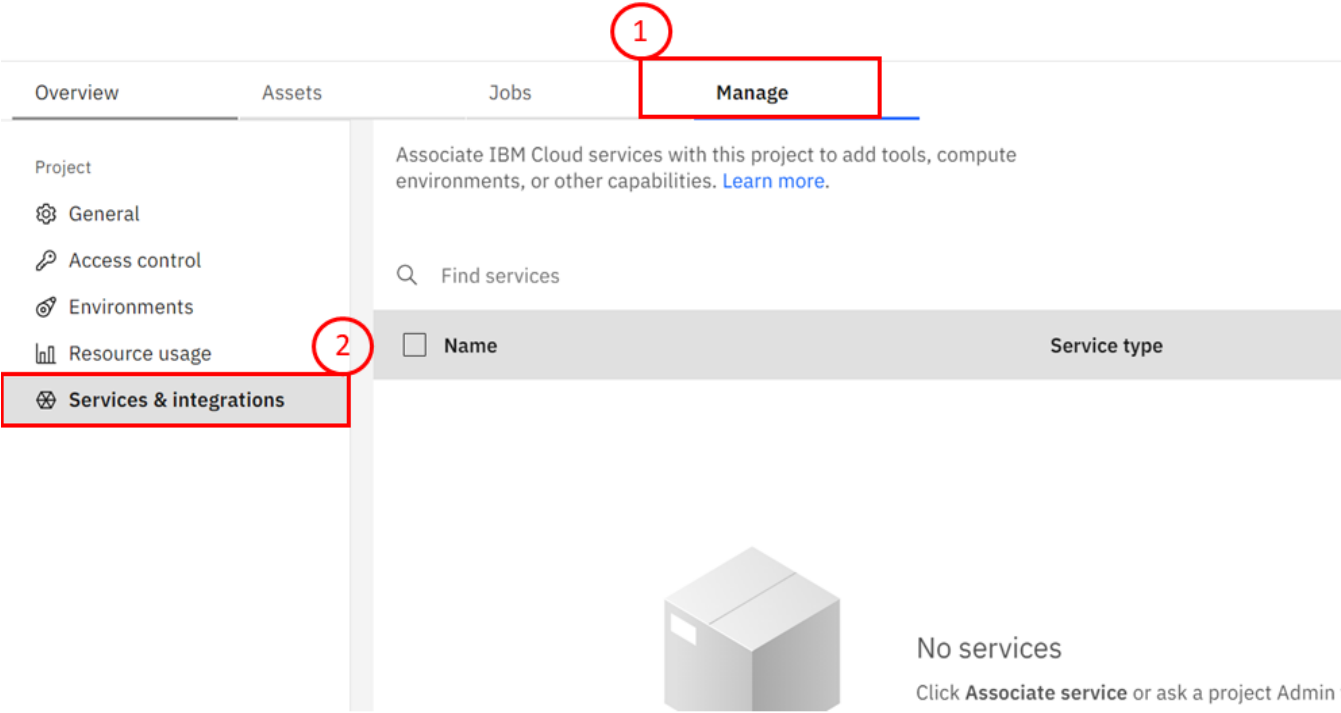 1
Overview
Assets
Jobs
Manage
Project
General
Access control
Environments
Resource usage
2
Services & integrations
Associate IBM Cloud services with this project to add tools, compute
environments, or other capabilities. Learn more.
Find services
Name
Service type
No services
Click Associate service or ask a project Admin